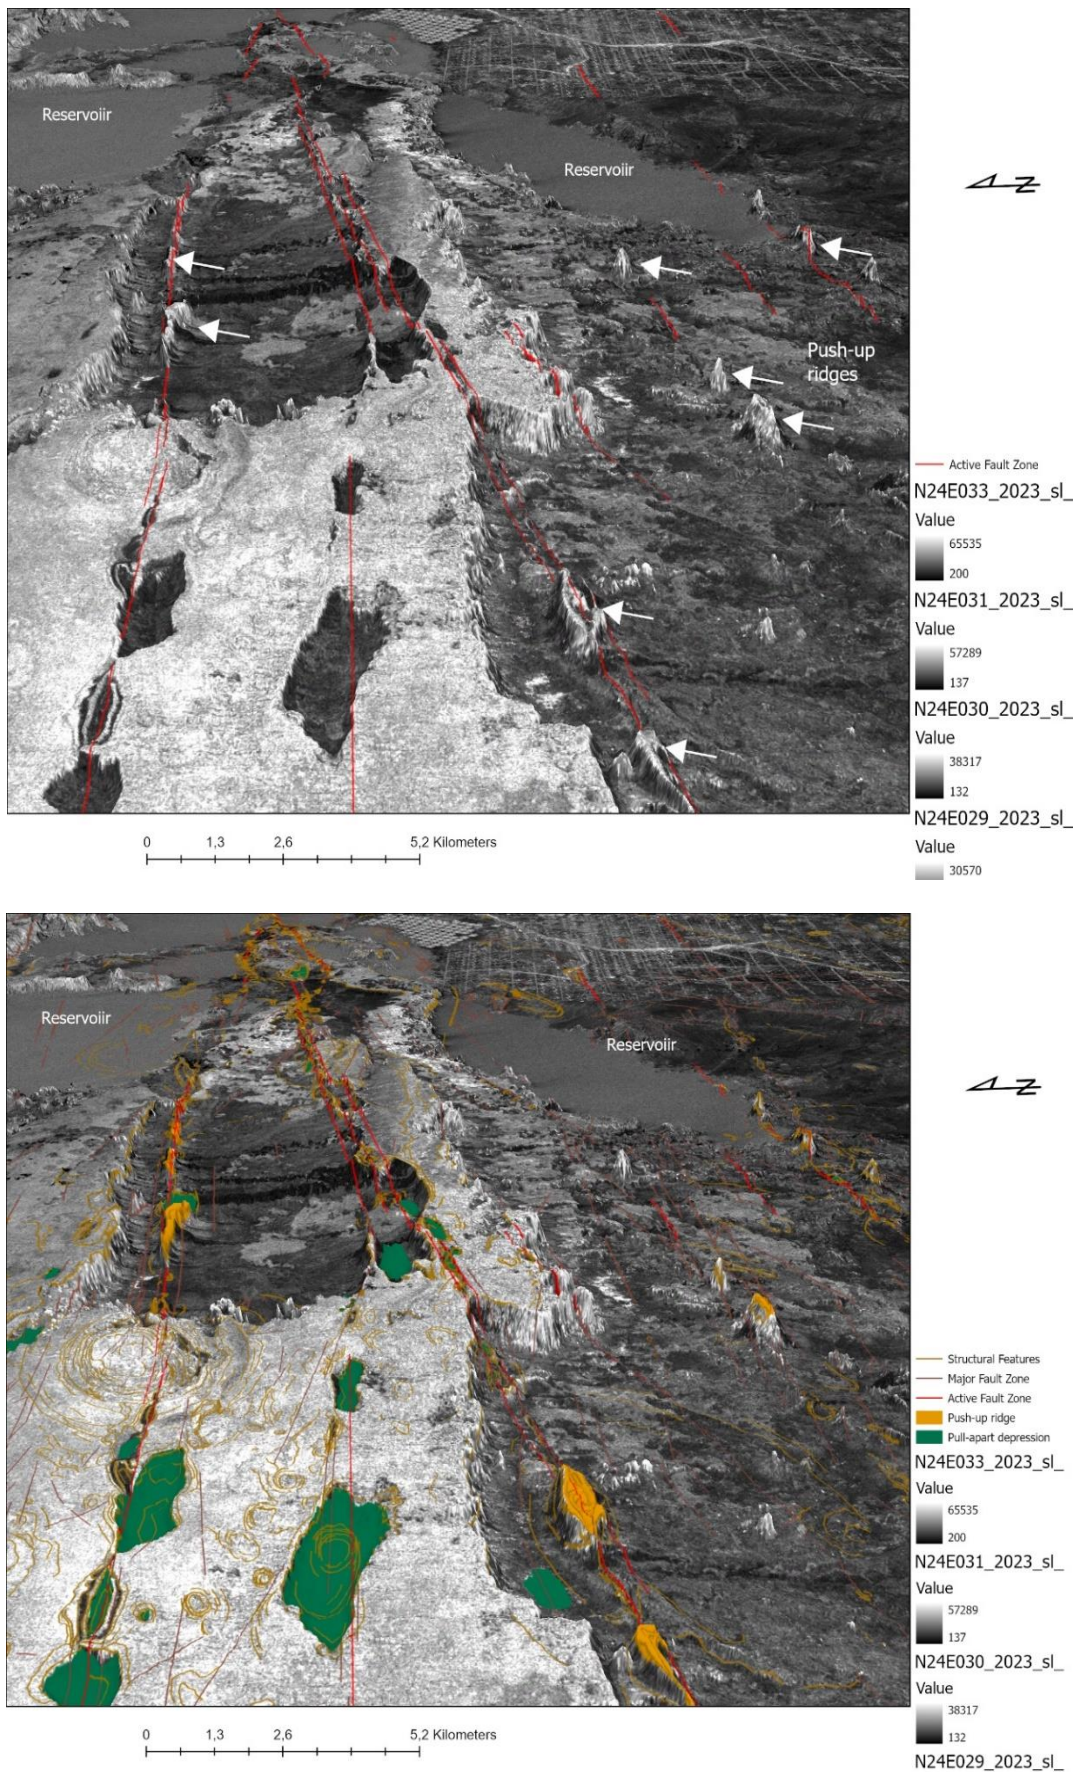 Reservoiir
Reservoiir
Z
Push-up
ridges
Active Fault Zone
N24E033_2023_sl_
Value
65535
200
N24E031_2023_sl_
Value
57289
137
N24E030_2023_sl_
Value
38317
132
N24E029_2023_sl_
Value
30570
0 1,3 2,6 5,2 Kilometers
Reservoiir
Reservoiir
Z
Structural Features
Major Fault Zone
Active Fault Zone
Push-up ridge
Pull-apart depression
N24E033_2023_sl_
Value
65535
200
N24E031_2023_sl_
Value
57289
137
N24E030_2023_sl_
Value
38317
132
N24E029_2023_sl_
0 1,3 2,6 5,2 Kilometers